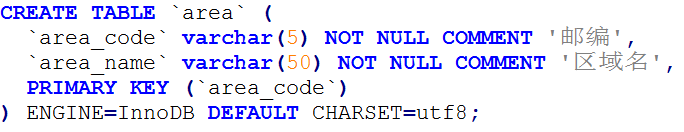 CREATE TABLE `area` (
`area_code` varchar(5) NOT NULL COMMENT '邮编',
`area_name` varchar(50) NOT NULL COMMENT '区域名',
PRIMARY KEY (`area_code`)
) ENGINE=InnoDB DEFAULT CHARSET=utf8;